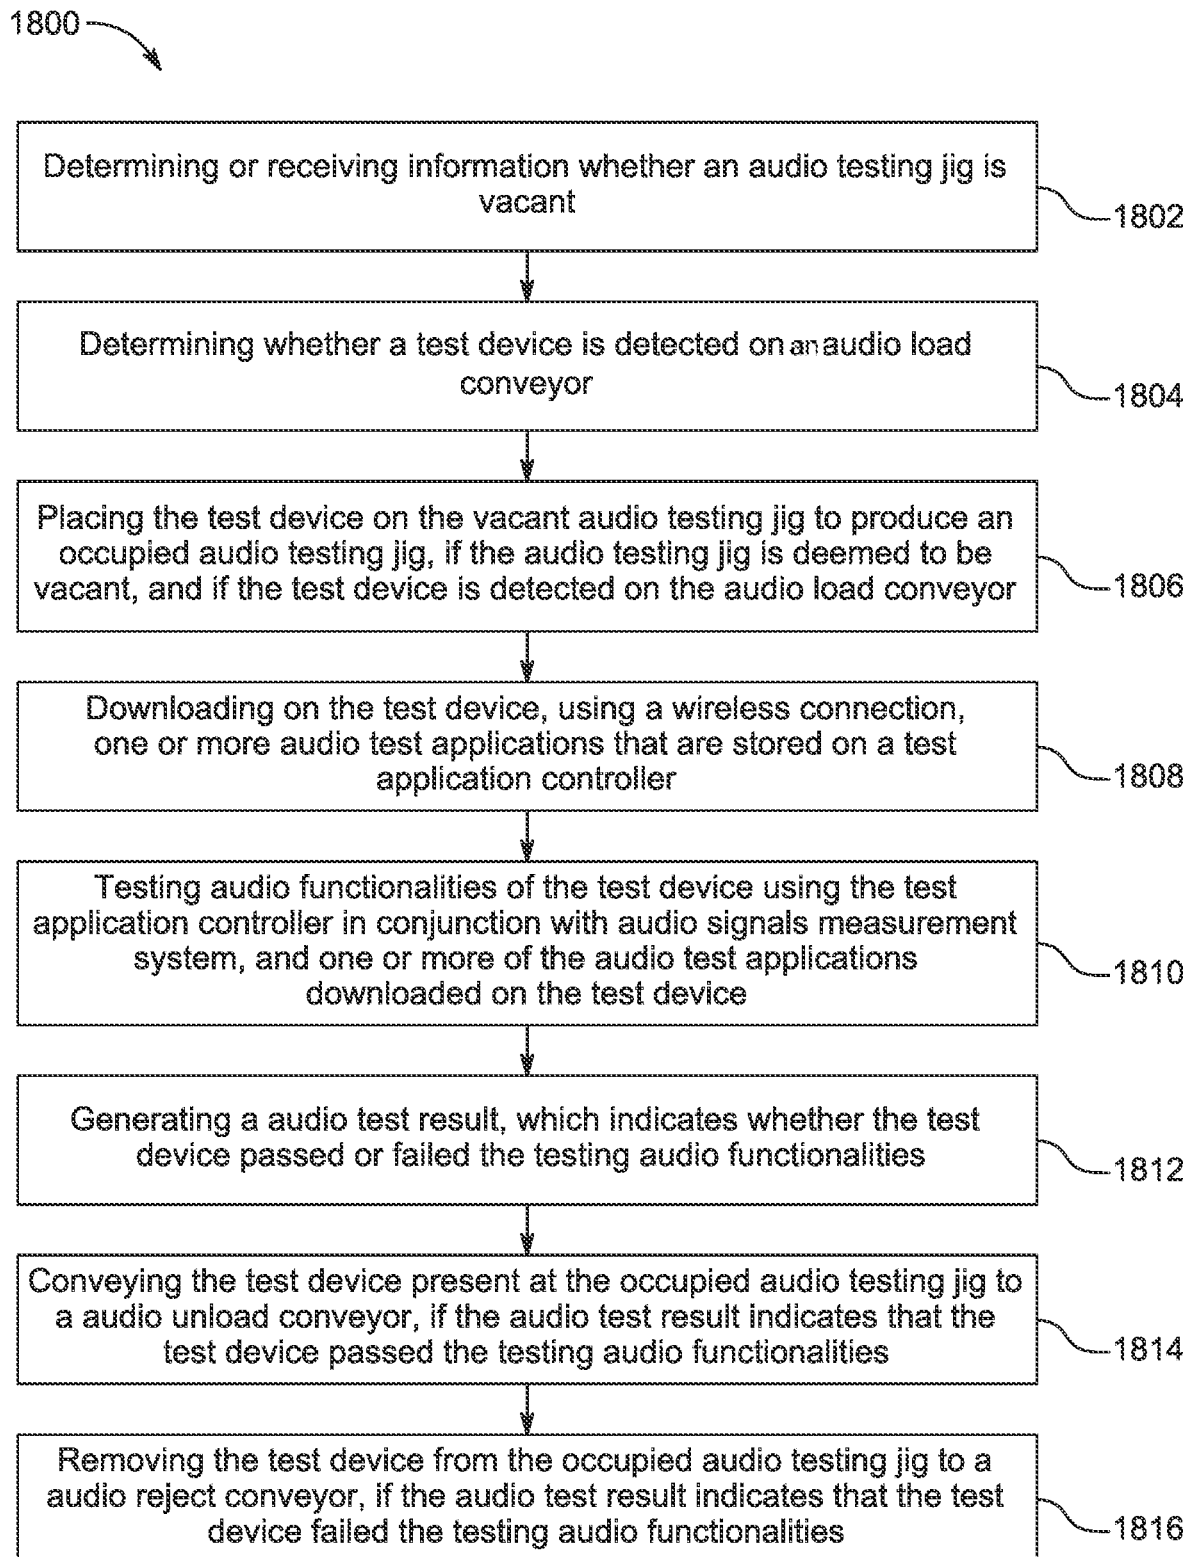 1800
Determining or receiving information whether an audio testing jig is
vacant
1802
Determining whether a test device is detected on an audio load
conveyor
1804
Placing the test device on the vacant audio testing jig to produce an
occupied audio testing jig, if the audio testing jig is deemed to be
vacant, and if the test device is detected on the audio load conveyor
1806
Downloading on the test device, using a wireless connection,
one or more audio test applications that are stored on a test
application controller
1808
Testing audio functionalities of the test device using the test
application controller in conjunction with audio signals measurement
system, and one or more of the audio test applications
downloaded on the test device
1810
Generating a audio test result, which indicates whether the test
device passed or failed the testing audio functionalities
1812
Conveying the test device present at the occupied audio testing jig to
a audio unload conveyor, if the audio test result indicates that the
test device passed the testing audio functionalities
1814
Removing the test device from the occupied audio testing jig to a
audio reject conveyor, if the audio test result indicates that the test
device failed the testing audio functionalities
1816